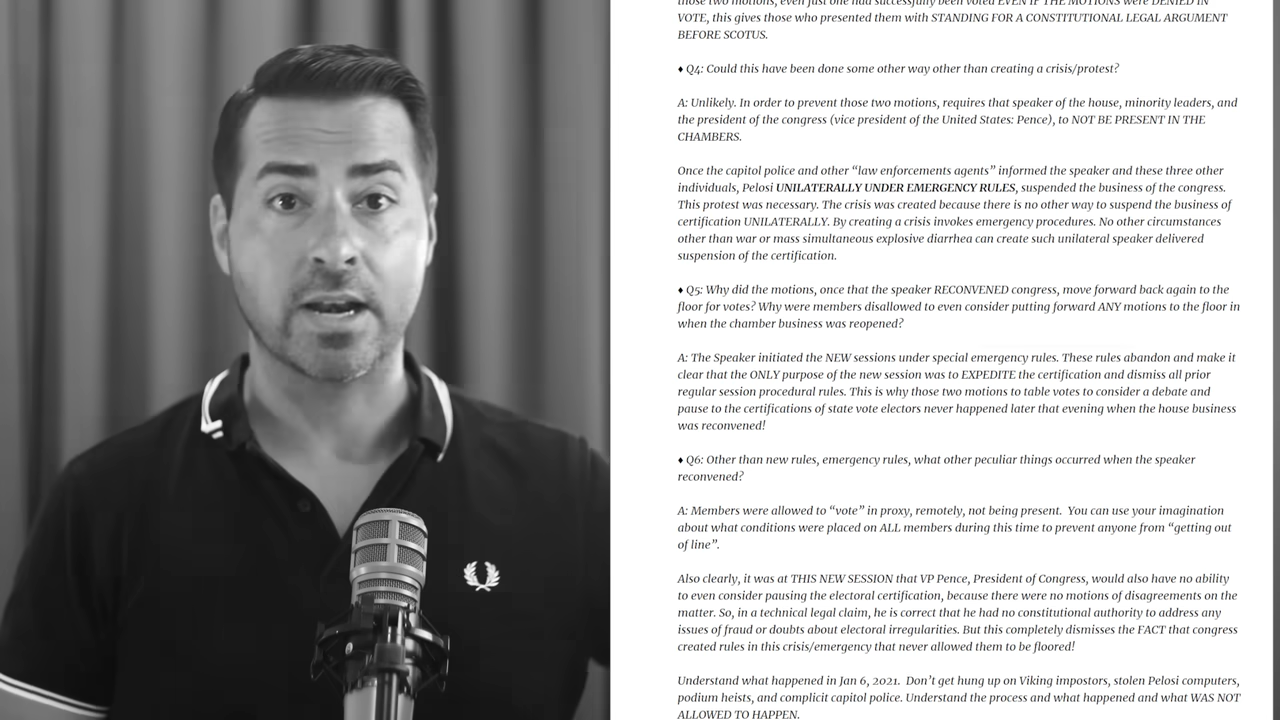 those two motions, even just one had successfully been voted EVEN IF THE MOTIONS were DENIED IN
VOTE, this gives those who presented them with STANDING FOR A CONSTITUTIONAL LEGAL ARGUMENT
BEFORE SCOTUS.
♦ Q4: Could this have been done some other way other than creating a crisis/protest?
A: Unlikely. In order to prevent those two motions, requires that speaker of the house, minority leaders, and
the president of the congress (vice president of the United States: Pence), to NOT BE PRESENT IN THE
CHAMBERS.
Once the capitol police and other “law enforcements agents” informed the speaker and these three other
individuals, Pelosi UNILATERALLY UNDER EMERGENCY RULES, suspended the business of the congress.
This protest was necessary. The crisis was created because there is no other way to suspend the business of
certification UNILATERALLY. By creating a crisis invokes emergency procedures. No other circumstances
other than war or mass simultaneous explosive diarrhea can create such unilateral speaker delivered
suspension of the certification.
♦ Q5: Why did the motions, once that the speaker RECONVENED congress, move forward back again to the
floor for votes? Why were members disallowed to even consider putting forward ANY motions to the floor in
when the chamber business was reopened?
A: The Speaker initiated the NEW sessions under special emergency rules. These rules abandon and make it
clear that the ONLY purpose of the new session was to EXPEDITE the certification and dismiss all prior
regular session procedural rules. This is why those two motions to table votes to consider a debate and
pause to the certifications of state vote electors never happened later that evening when the house business
was reconvened!
♦ Q6: Other than new rules, emergency rules, what other peculiar things occurred when the speaker
reconvened?
A: Members were allowed to “vote” in proxy, remotely, not being present.  You can use your imagination
about what conditions were placed on ALL members during this time to prevent anyone from “getting out
of line”.
Also clearly, it was at THIS NEW SESSION that VP Pence, President of Congress, would also have no ability
to even consider pausing the electoral certification, because there were no motions of disagreements on the
matter. So, in a technical legal claim, he is correct that he had no constitutional authority to address any
issues of fraud or doubts about electoral irregularities. But this completely dismisses the FACT that congress
created rules in this crisis/emergency that never allowed them to be floored!
Understand what happened in Jan 6, 2021.  Don’t get hung up on Viking impostors, stolen Pelosi computers,
podium heists, and complicit capitol police. Understand the process and what happened and what WAS NOT
ALLOWED TO HAPPEN.